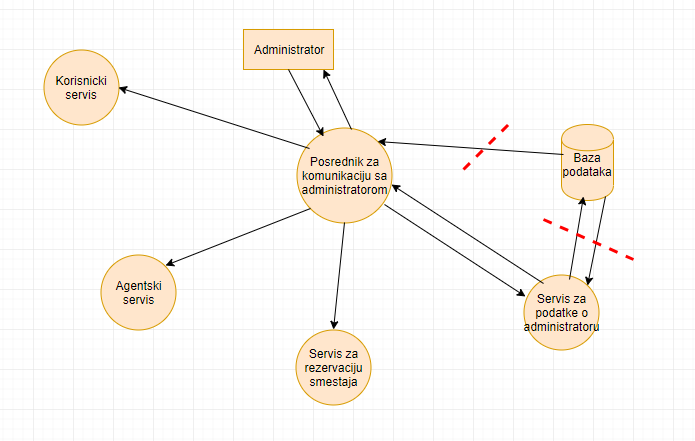 Administrator
Korisnicki
servis
Posrednik za
komunikaciju sa
administratorom
Baza
podataka
Agentski
servis
Servis za
podatke o
administratoru
Servis za
rezervaciju
smestaja